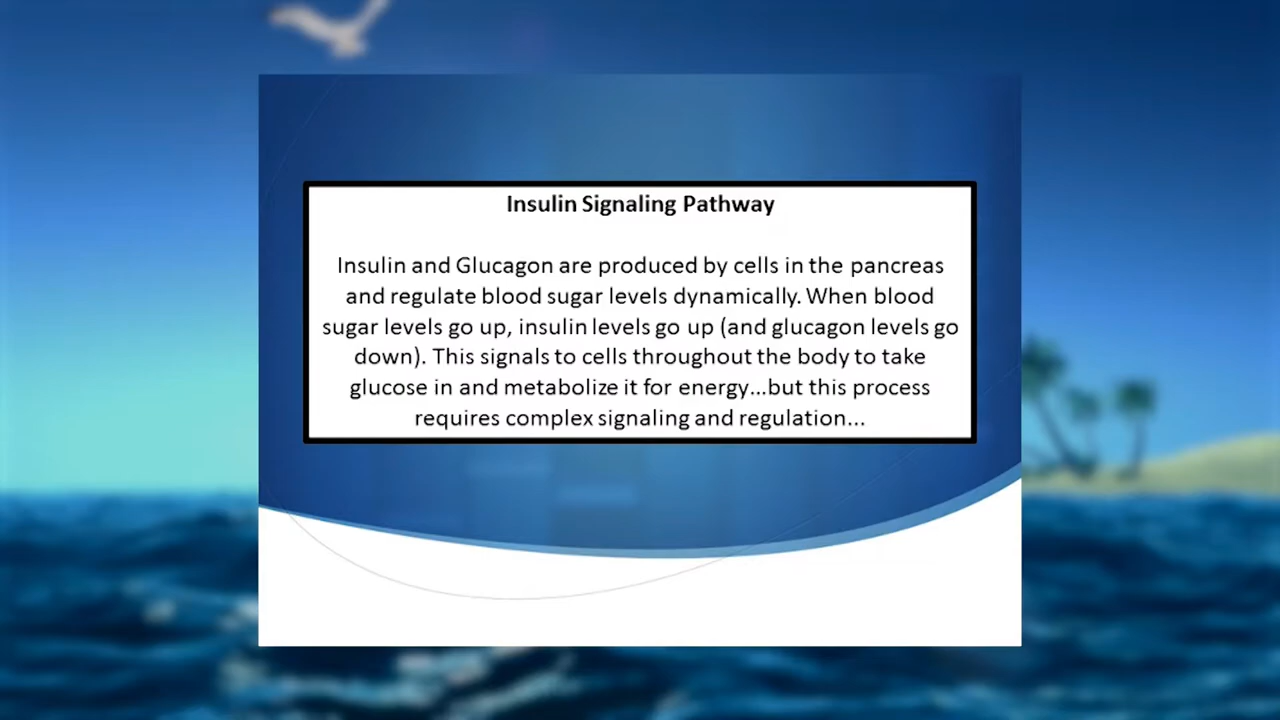 Insulin Signaling Pathway
Insulin and Glucagon are produced by cells in the pancreas
and regulate blood sugar levels dynamically. When blood
sugar levels go up, insulin levels go up (and glucagon levels go
down). This signals to cells throughout the body to take
glucose in and metabolize it for energy...but this process
requires complex signaling and regulation...